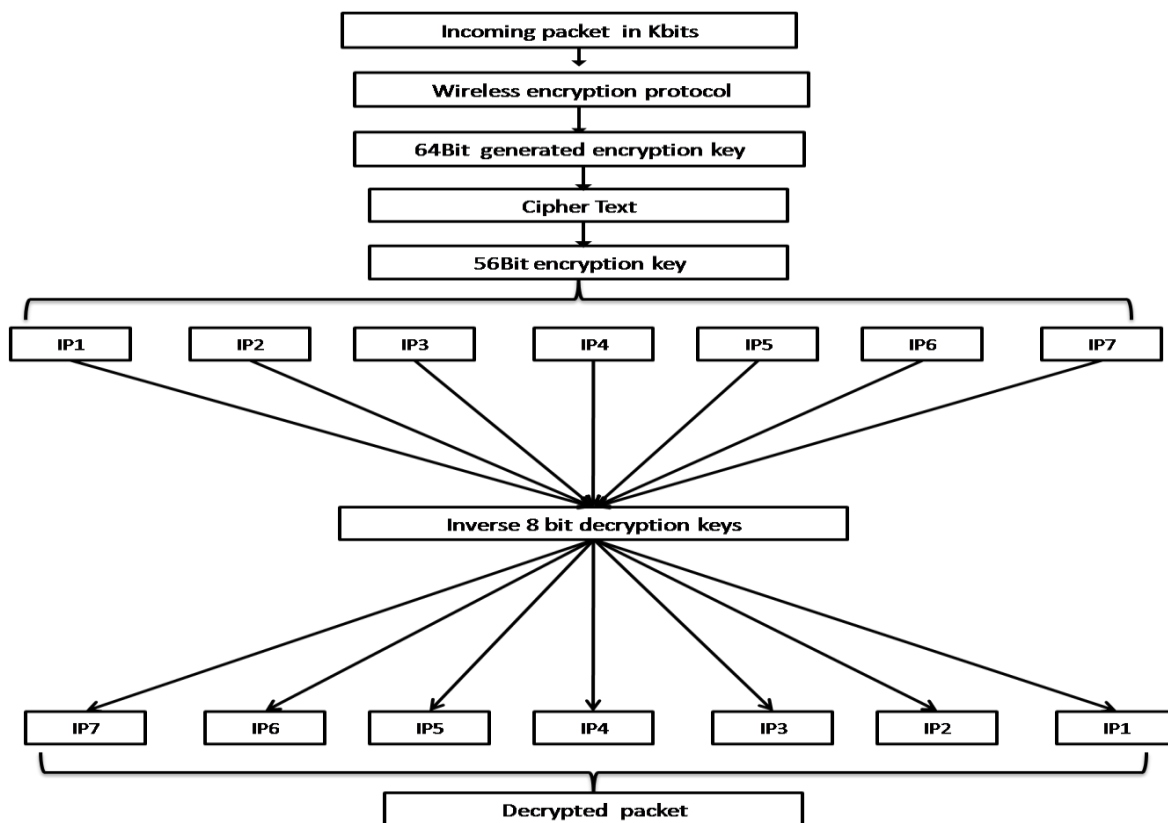 Incoming packet in Kbits
Wireless encryption protocol
64Bit generated encryption key
Cipher Text
56Bit encryption key
IP1 IP2 IP3 IP4 IP5 IP6 IP7
Inverse 8 bit decryption keys
IP7 IP6 IP5 IP4 IP3 IP2 IP1
Decrypted packet